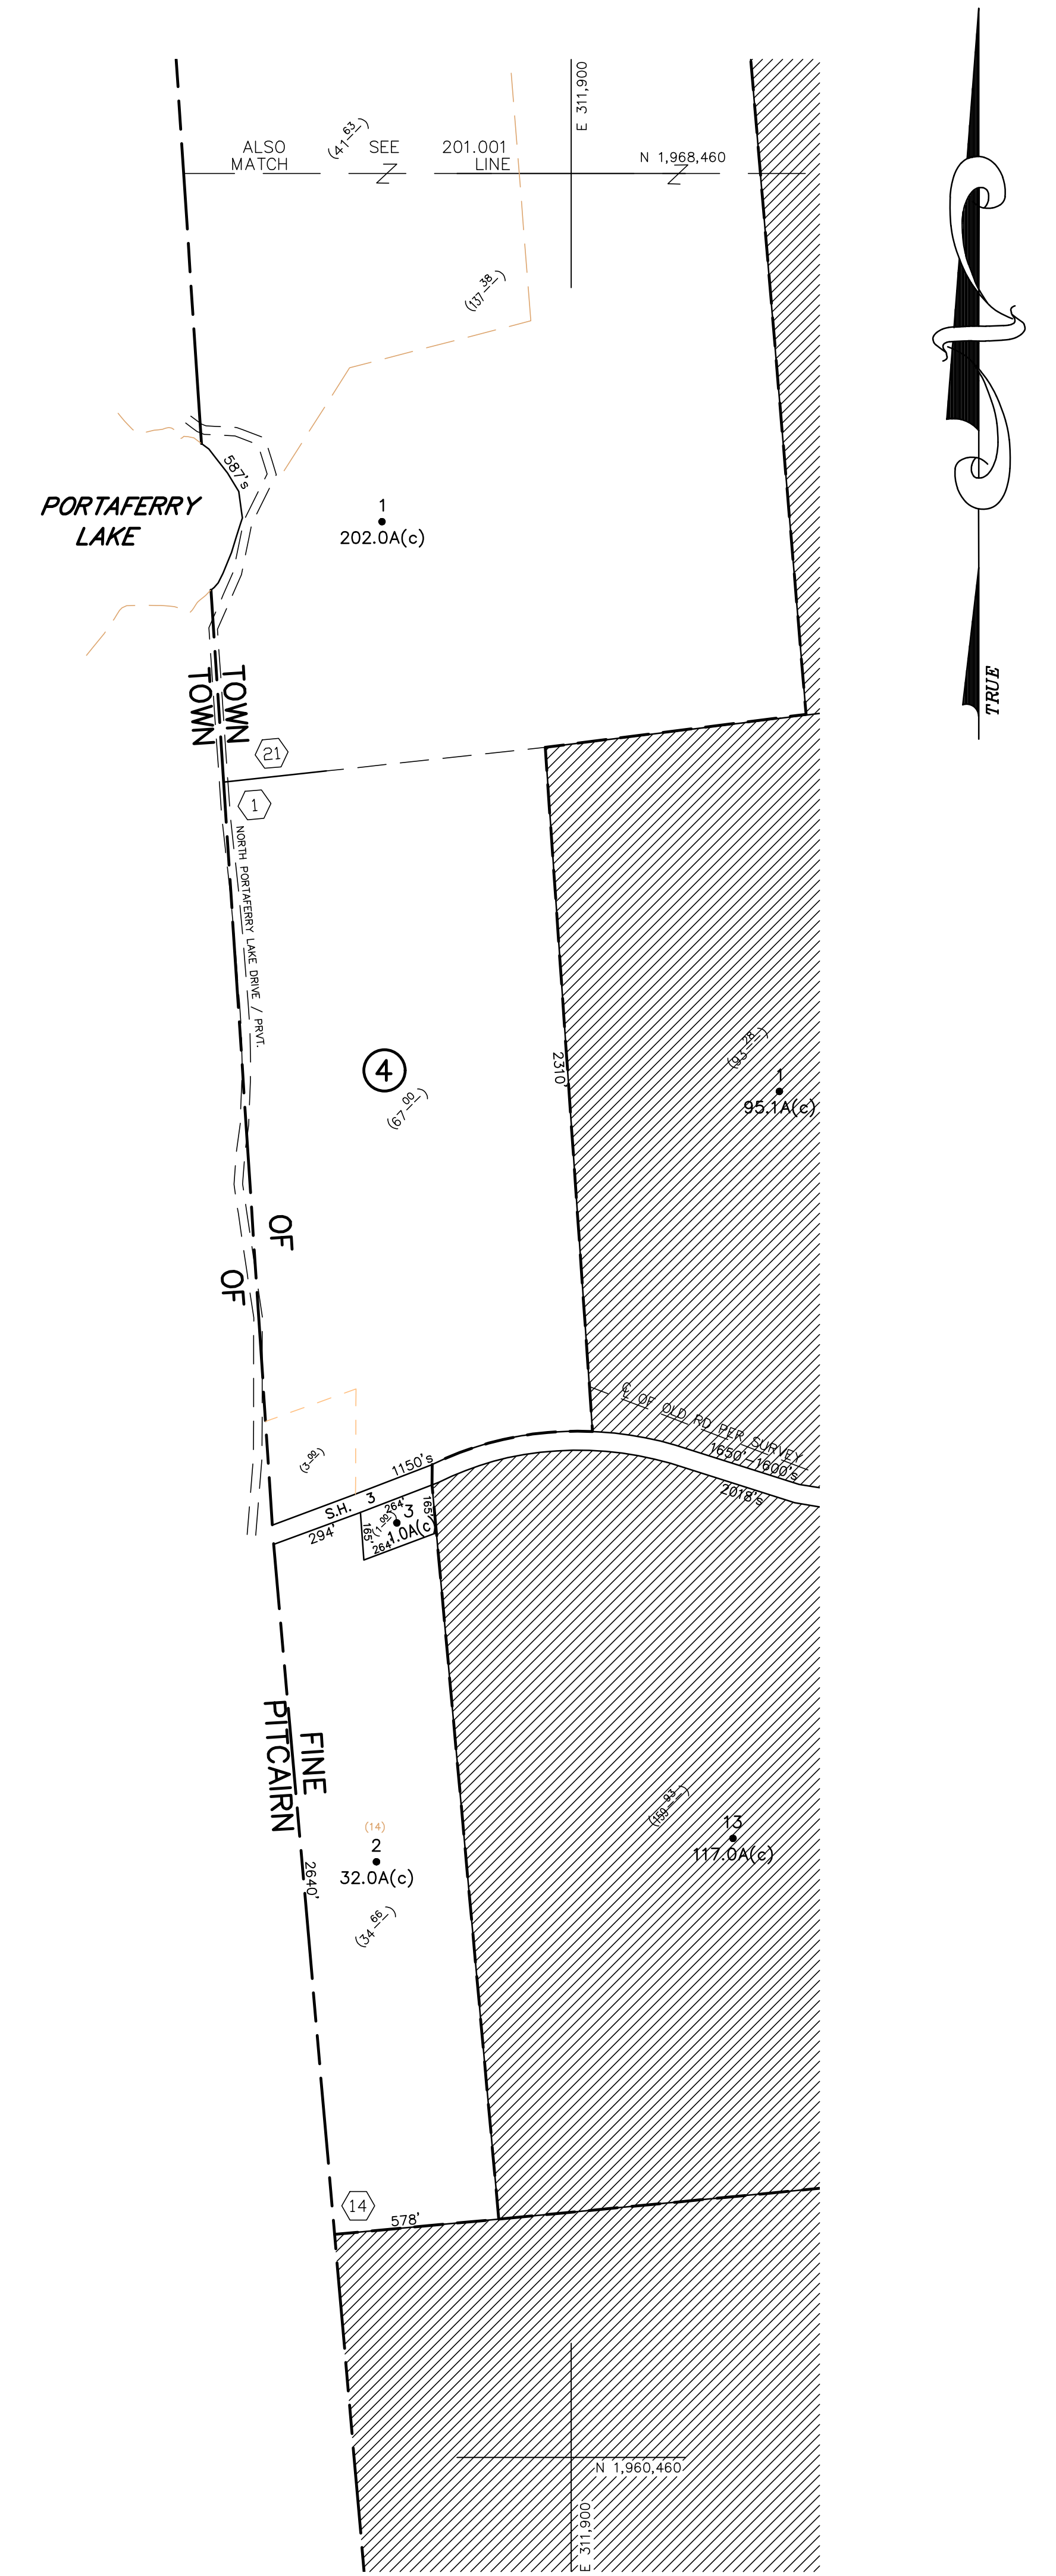 E 311,900
(41 63)
ALSO SEE 201.001
MATCH LINE
N 1,968,460
Z Z
(137 38)
587's
PORTAFERRY
LAKE
1
202.0A(c)
TRUE
TOWN
TOWN
21
1
NORTH PORTAFERRY LAKE DRIVE / PRVT.
4
(67 00)
2310'
(93 28)
1
95.1A(c)
OF
OF
℄ OF OLD RD PER SURVEY
1650'-1600's
2018's
(3 00)
1150's
S.H. 3
294'
264'
165'
(1 00)
3
1.0A(c
165'
264'
FINE
PITCAIRN
(14)
2
32.0A(c)
2640'
(34 66)
(159 93)
13
117.0A(c)
14
578'
N 1,960,460
E 311,900